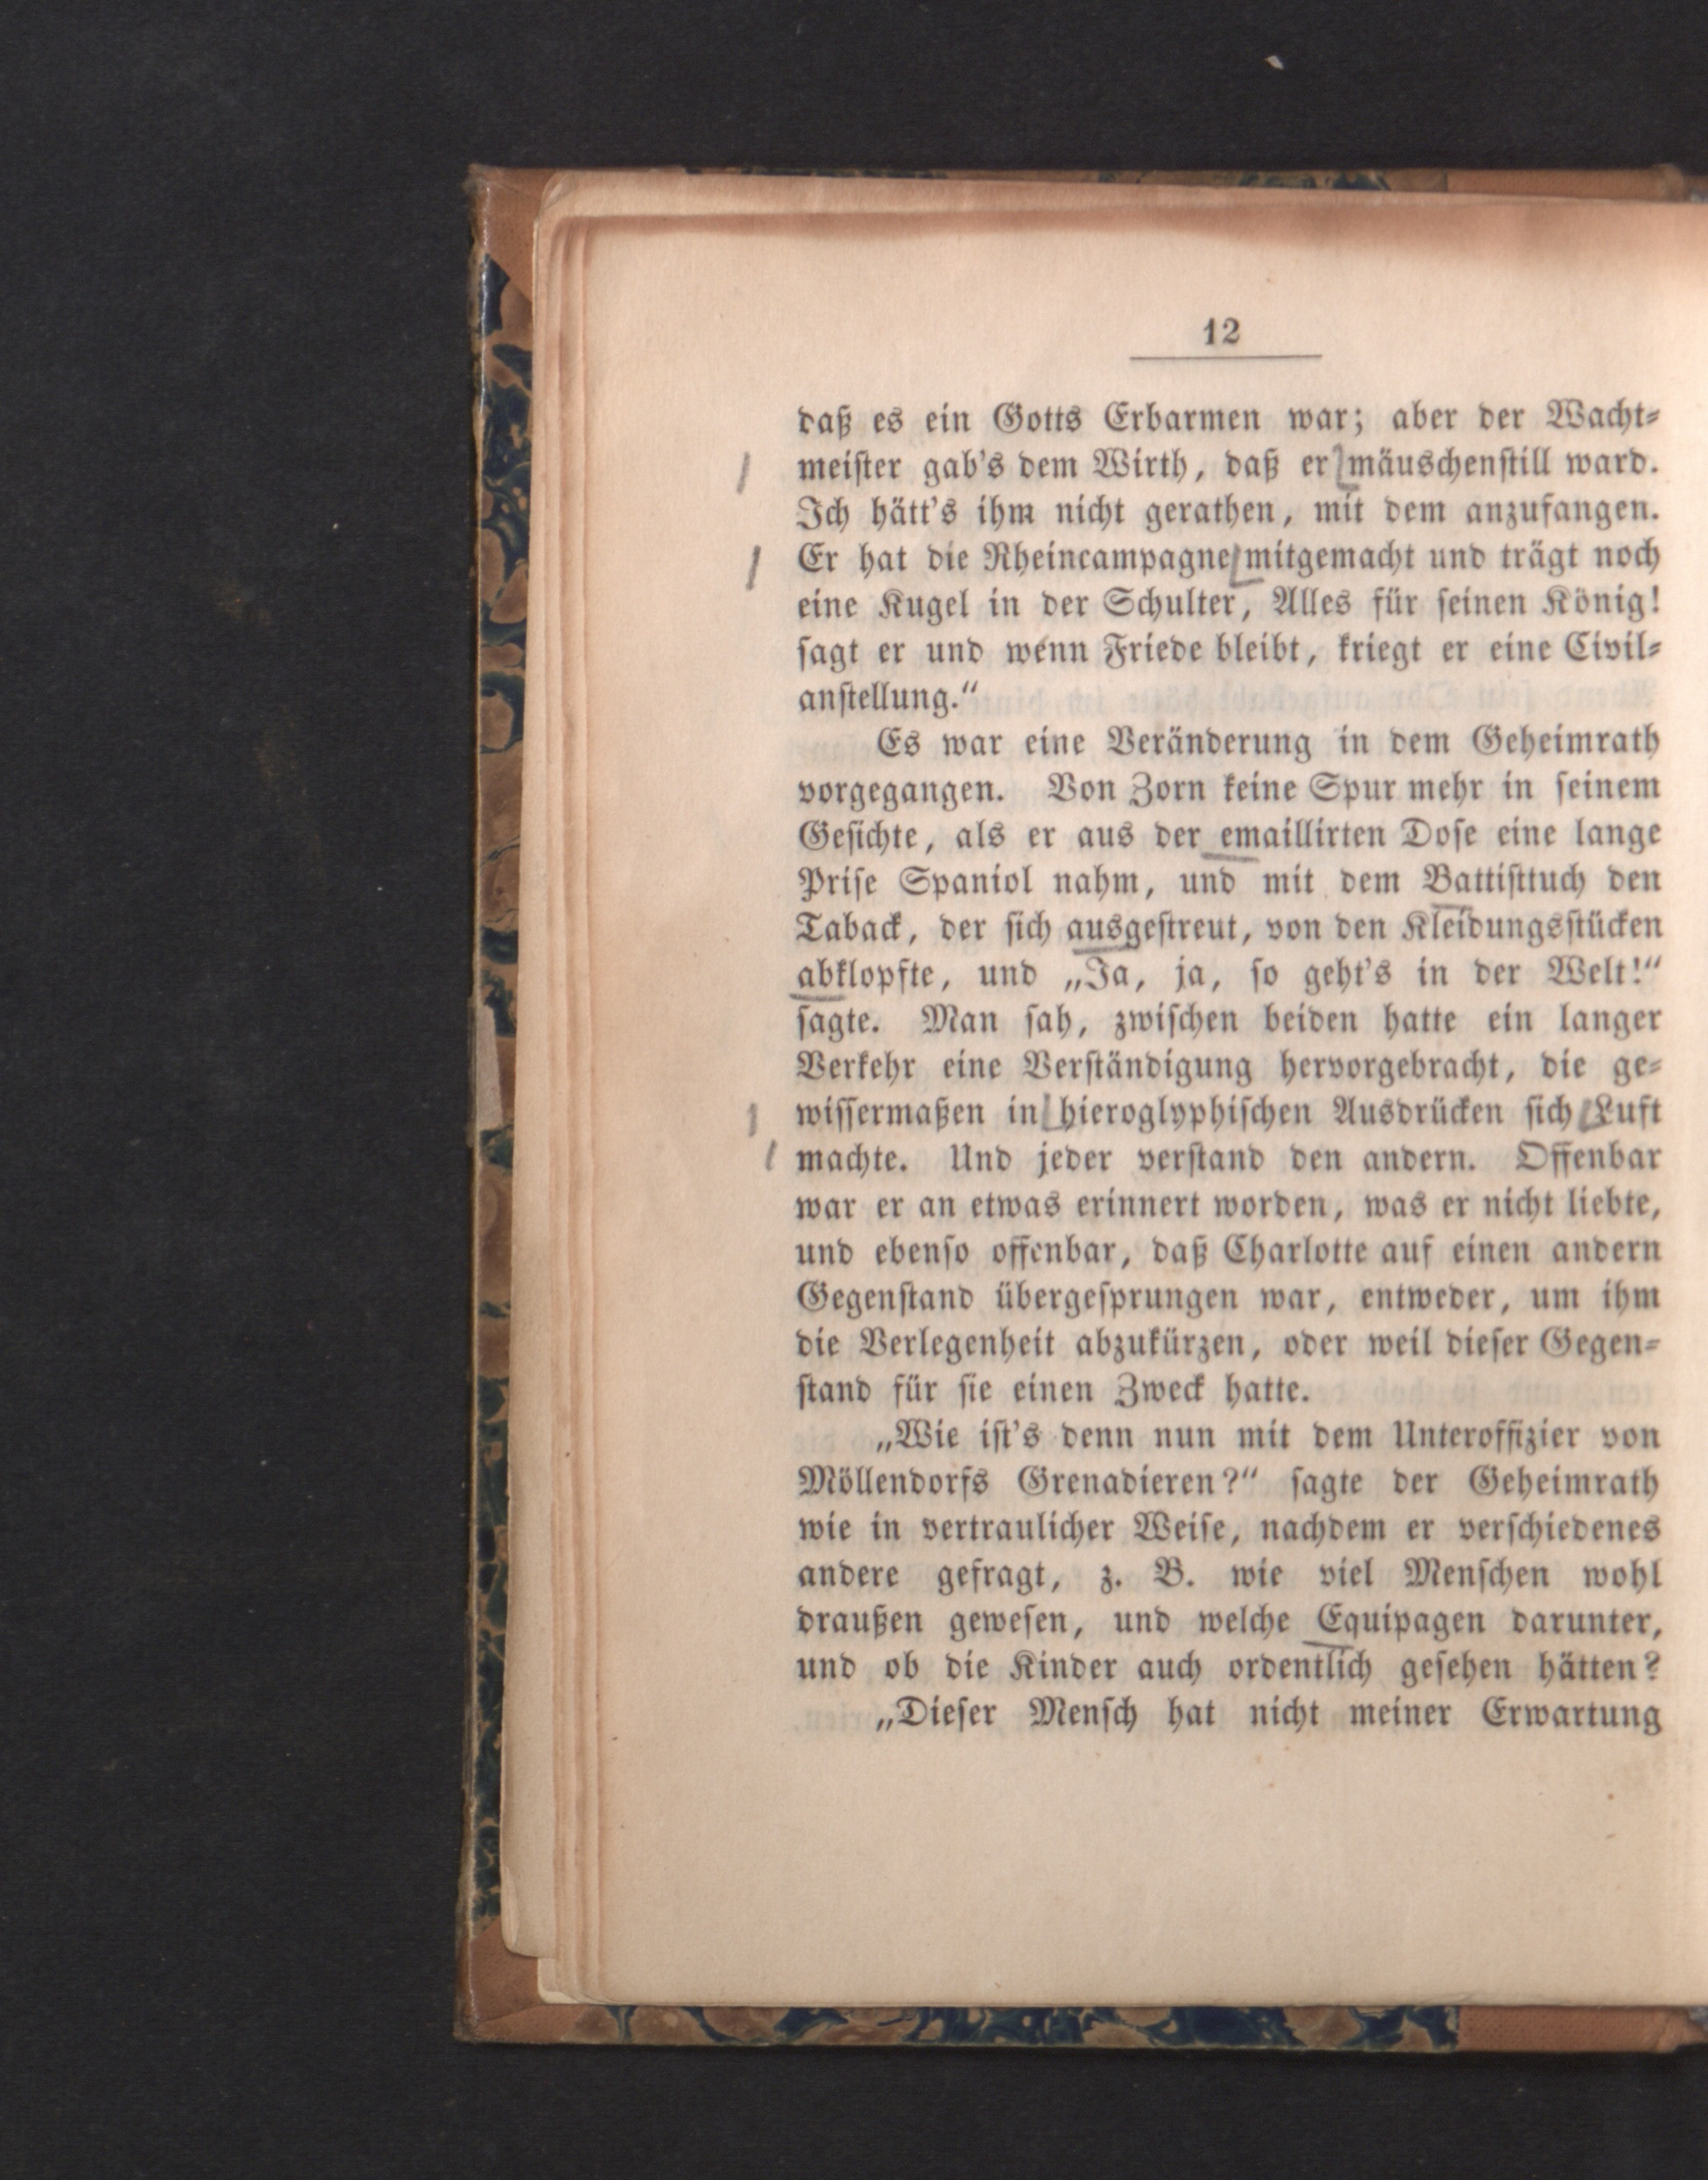 12
daß es ein Gotts Erbarmen war; aber der Wacht-
meister gab's dem Wirth, daß er mäuschenstill ward.
Ich hätt's ihm nicht gerathen, mit dem anzufangen.
Er hat die Rheincampagne mitgemacht und trägt noch
eine Kugel in der Schulter, Alles für seinen König!
sagt er und wenn Friede bleibt, kriegt er eine Civil-
anstellung.“
Es war eine Veränderung in dem Geheimrath
vorgegangen. Von Zorn keine Spur mehr in seinem
Gesichte, als er aus der emaillirten Dose eine lange
Prise Spaniol nahm, und mit dem Battisttuch den
Taback, der sich ausgestreut, von den Kleidungsstücken
abklopfte, und „Ja, ja, so geht's in der Welt!“
sagte. Man sah, zwischen beiden hatte ein langer
Verkehr eine Verständigung hervorgebracht, die ge-
wissermaßen in hieroglyphischen Ausdrücken sich Luft
machte. Und jeder verstand den andern. Offenbar
war er an etwas erinnert worden, was er nicht liebte,
und ebenso offenbar, daß Charlotte auf einen andern
Gegenstand übergesprungen war, entweder, um ihm
die Verlegenheit abzukürzen, oder weil dieser Gegen-
stand für sie einen Zweck hatte.
„Wie ist's denn nun mit dem Unteroffizier von
Möllendorfs Grenadieren?“ sagte der Geheimrath
wie in vertraulicher Weise, nachdem er verschiedenes
andere gefragt, z. B. wie viel Menschen wohl
draußen gewesen, und welche Equipagen darunter,
und ob die Kinder auch ordentlich gesehen hätten?
„Dieser Mensch hat nicht meiner Erwartung